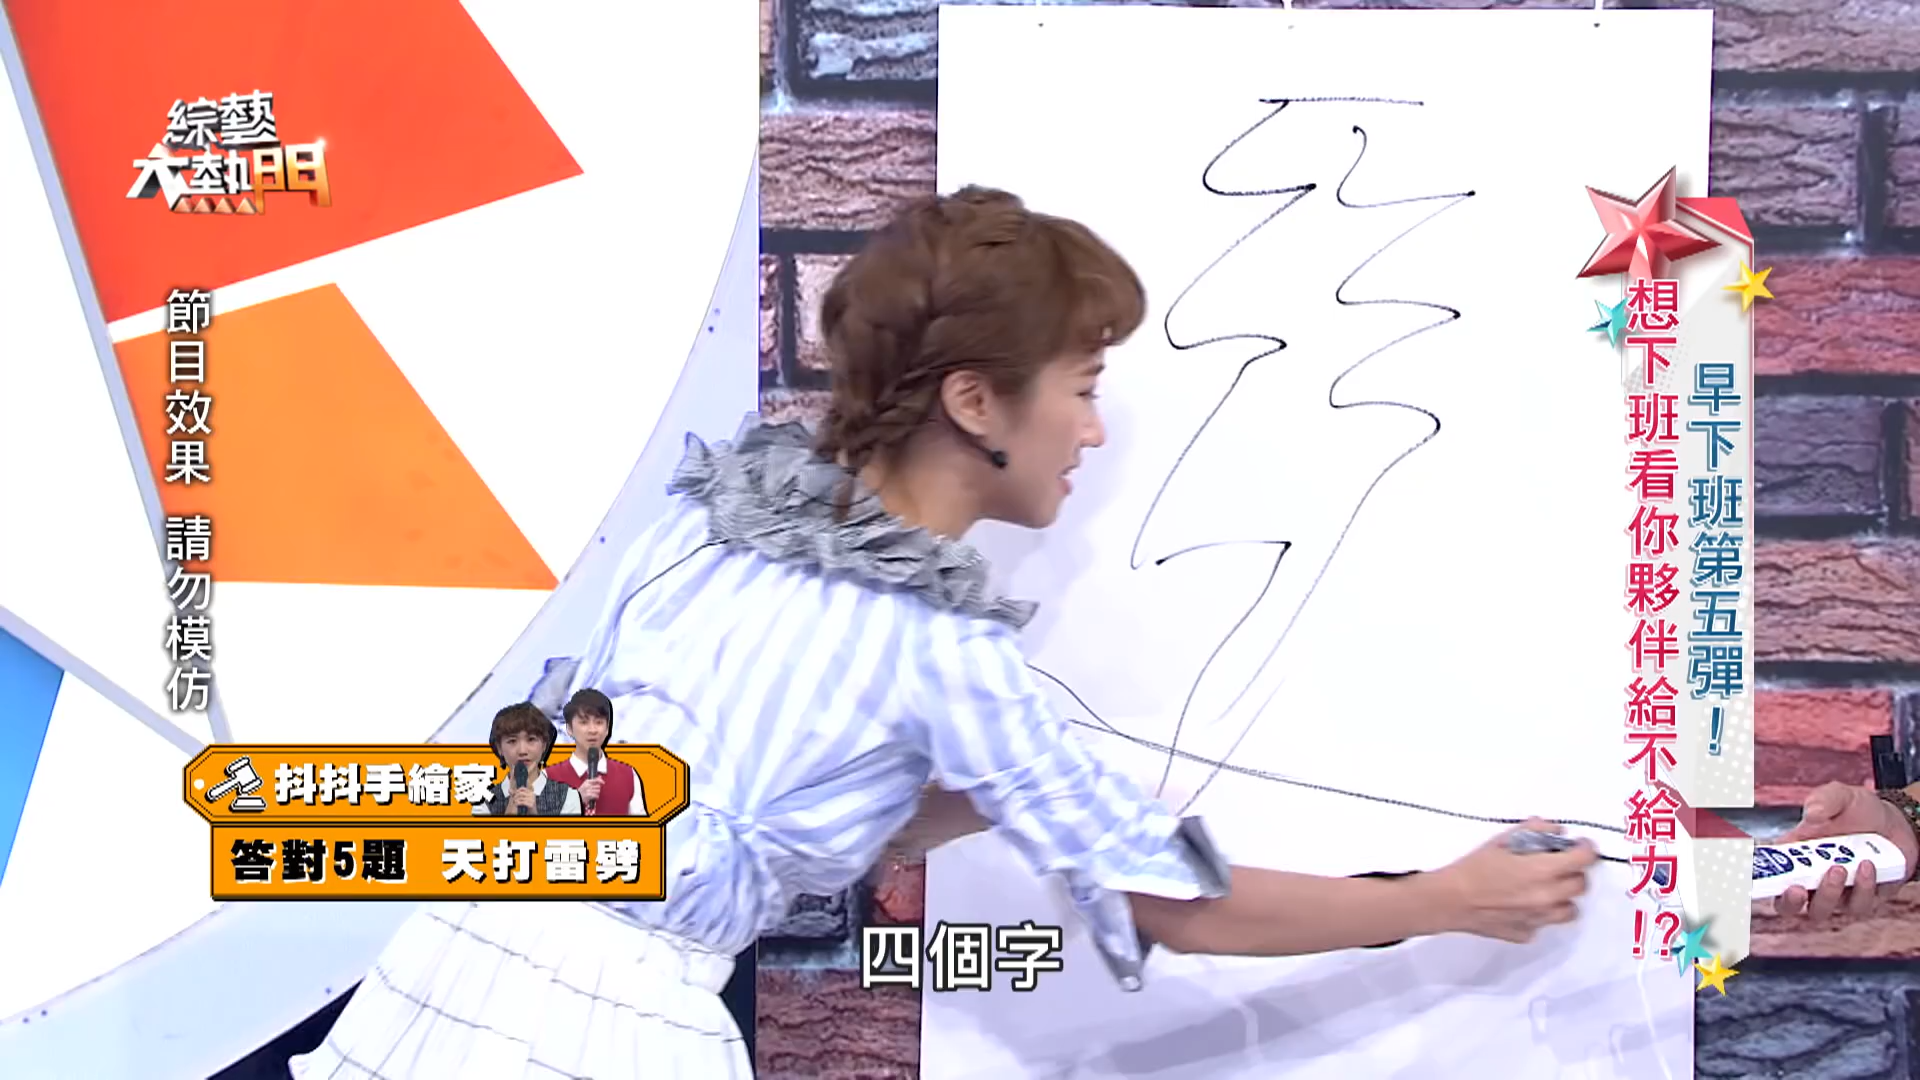 綜藝
大熱門
節目效果 請勿模仿
早下班第五彈！
想下班看你夥伴給不給力！？
抖抖手繪家
答對5題 天打雷劈
四個字